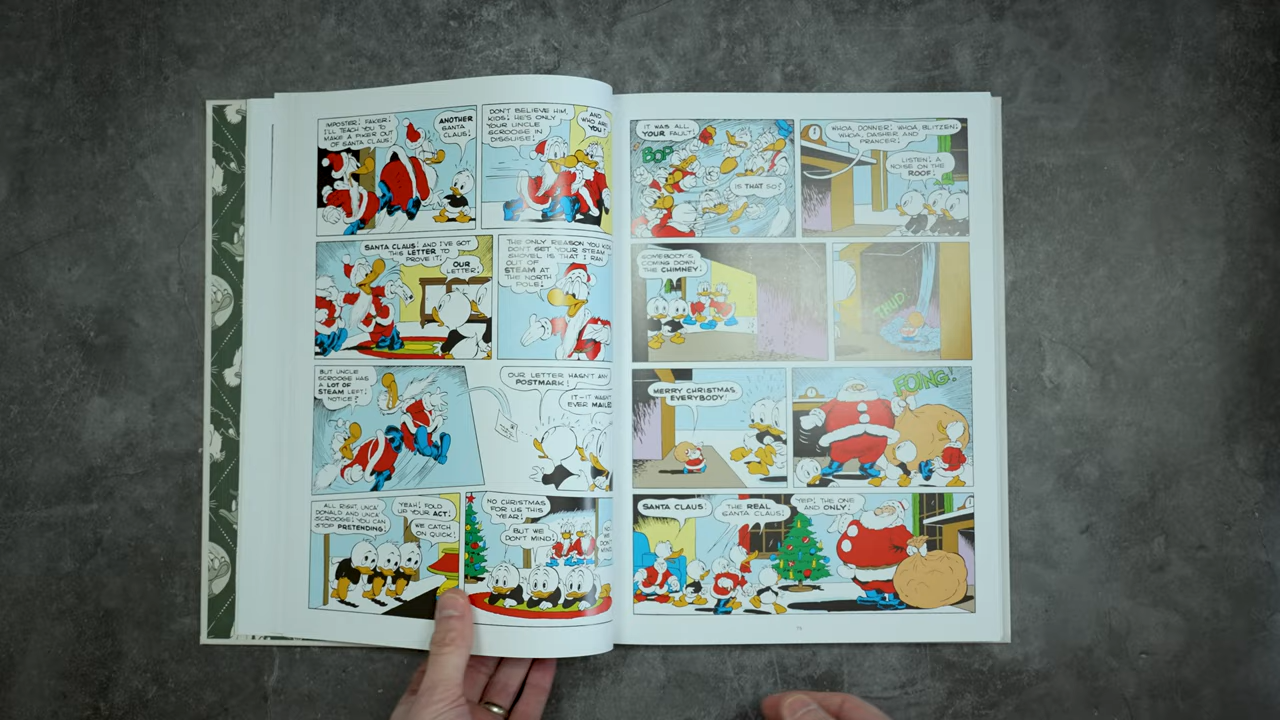 IMPOSTER! FAKER!
I'LL TEACH YOU TO
MAKE A PIKER OUT
OF SANTA CLAUS!
ANOTHER
SANTA
CLAUS!
DON'T BELIEVE HIM,
KIDS! HE'S ONLY
YOUR UNCLE
SCROOGE IN
DISGUISE!
AND
WHO ARE
YOU?
SANTA CLAUS! AND I'VE GOT
THIS LETTER TO
PROVE IT!
OUR
LETTER!
THE ONLY REASON YOU KIDS
DON'T GET YOUR STEAM
SHOVEL IS THAT I RAN
OUT OF
STEAM AT
THE NORTH
POLE!
BUT UNCLE
SCROOGE HAS
A LOT OF
STEAM LEFT!
NOTICE?
OUR LETTER HASN'T ANY
POSTMARK!
IT-IT WASN'T
EVER MAILED
ALL RIGHT, UNCA
DONALD AND UNCA
SCROOGE! YOU CAN
STOP PRETENDING!
YEAH! FOLD
UP YOUR ACT!
WE CATCH
ON QUICK!
NO CHRISTMAS
FOR US THIS
YEAR!
BUT WE
DON'T MIND!
IT WAS ALL
YOUR FAULT!
BOP
IS THAT SO?
WHOA, DONNER! WHOA, BLITZEN!
WHOA, DASHER AND
PRANCER!
LISTEN! A
NOISE ON THE
ROOF!
SOMEBODY'S
COMING DOWN
THE CHIMNEY!
THUD!
MERRY CHRISTMAS,
EVERYBODY!
FOING!
SANTA CLAUS!
THE REAL
SANTA CLAUS!
YEP! THE ONE
AND ONLY!